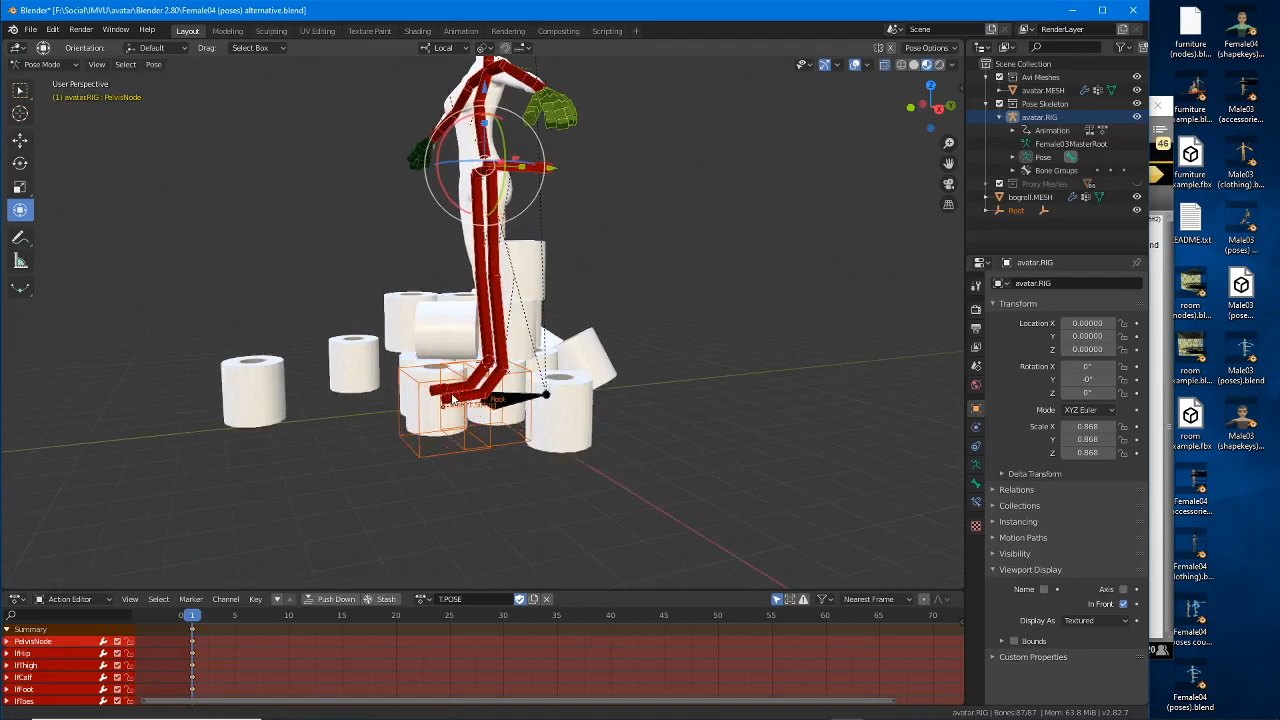 Blender* [F:\Social\IMVU\avatar\Blender 2.80\Female04 (poses) alternative.blend]
File Edit Render Window Help Layout Modeling Sculpting UV Editing Texture Paint Shading Animation Rendering Compositing Scripting + Scene RenderLayer
Orientation: Default Drag: Select Box Local Pose Options
Pose Mode View Select Pose
User Perspective
(1) avatar.RIG : PelvisNode
Scene Collection
Avi Meshes
avatar.MESH
Pose Skeleton
avatar.RIG
Animation
Female03MasterRoot
Pose
Bone Groups
Proxy Meshes
bogroll.MESH
Root
Z
X
Y
Root
avatar.RIG
avatar.RIG
Transform
Location X 0.00000
Y 0.00000
Z 0.00000
Rotation X 0°
Y -0°
Z 0°
Mode XYZ Euler
Scale X 0.868
Y 0.868
Z 0.868
Delta Transform
Relations
Collections
Instancing
Motion Paths
Visibility
Viewport Display
Name Axis
In Front
Display As Textured
Bounds
Custom Properties
Action Editor View Select Marker Channel Key Push Down Stash T.POSE Nearest Frame
0 1 5 10 15 20 25 30 35 40 45 50 55 60 65 70
Summary
PelvisNode
lfHip
lfThigh
lfCalf
lfFoot
lfToes
avatar.RIG | Bones:87/87 | Mem: 63.8 MiB | v2.82.7
46
furniture
(nodes).bl...
Female04
(poses) a...
furniture
example.bl...
Male03
(accessorie...
furniture
example.fbx
Male03
(clothing).b...
README.txt
Male03
(poses) ...
room
(nodes).bl...
Male03
(poses).ble...
room
example.bl...
Male03
(shapekeys)...
room
example.fbx
Male03
(shapekeys)...
Female04
accessorie...
Female04
clothing).b...
Female04
poses cou...
Female04
(poses).blend